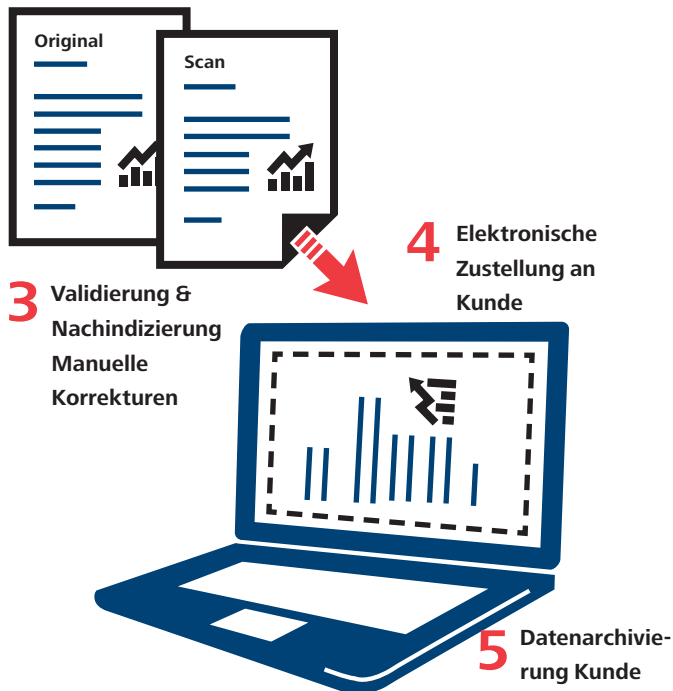 Original
Scan
3 Validierung &
Nachindizierung
Manuelle
Korrekturen
4 Elektronische
Zustellung an
Kunde
5 Datenarchivie-
rung Kunde